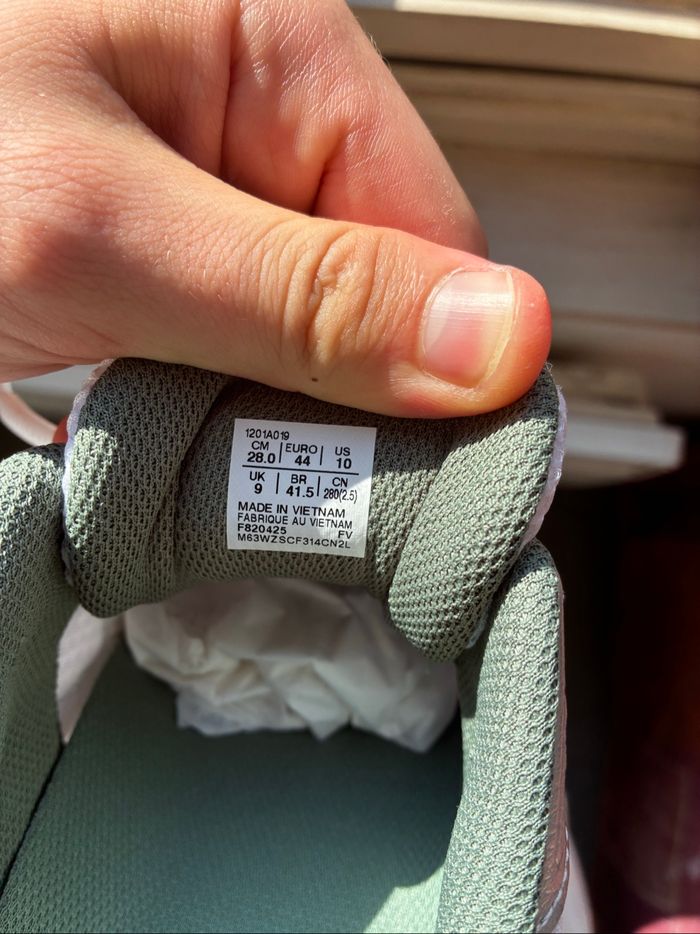 1201A019
CM | EURO | US
28.0 | 44 | 10
UK | BR | CN
9 | 41.5 | 280(2.5)
MADE IN VIETNAM
FABRIQUE AU VIETNAM
F820425 FV
M63WZSCF314CN2L